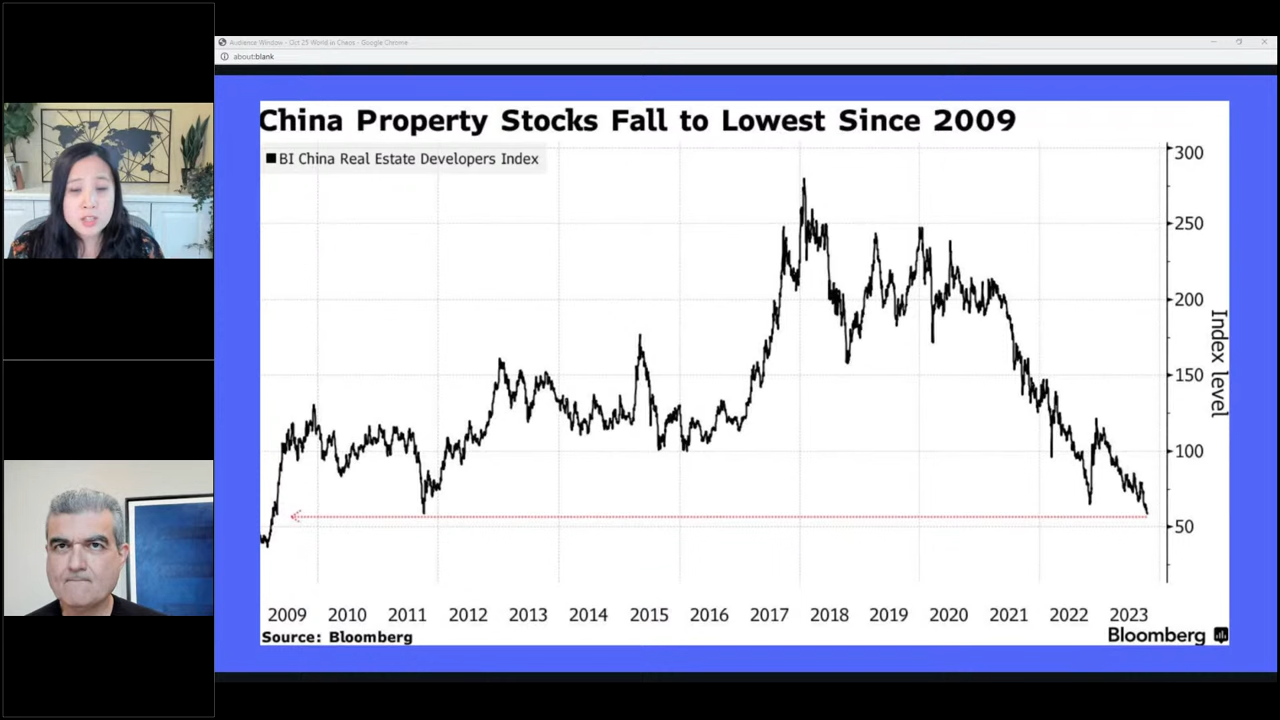 Audience Window - Oct 25 World in Chaos - Google Chrome
about:blank
China Property Stocks Fall to Lowest Since 2009
BI China Real Estate Developers Index
300
250
200
150
100
50
Index level
2009 2010 2011 2012 2013 2014 2015 2016 2017 2018 2019 2020 2021 2022 2023
Source: Bloomberg
Bloomberg